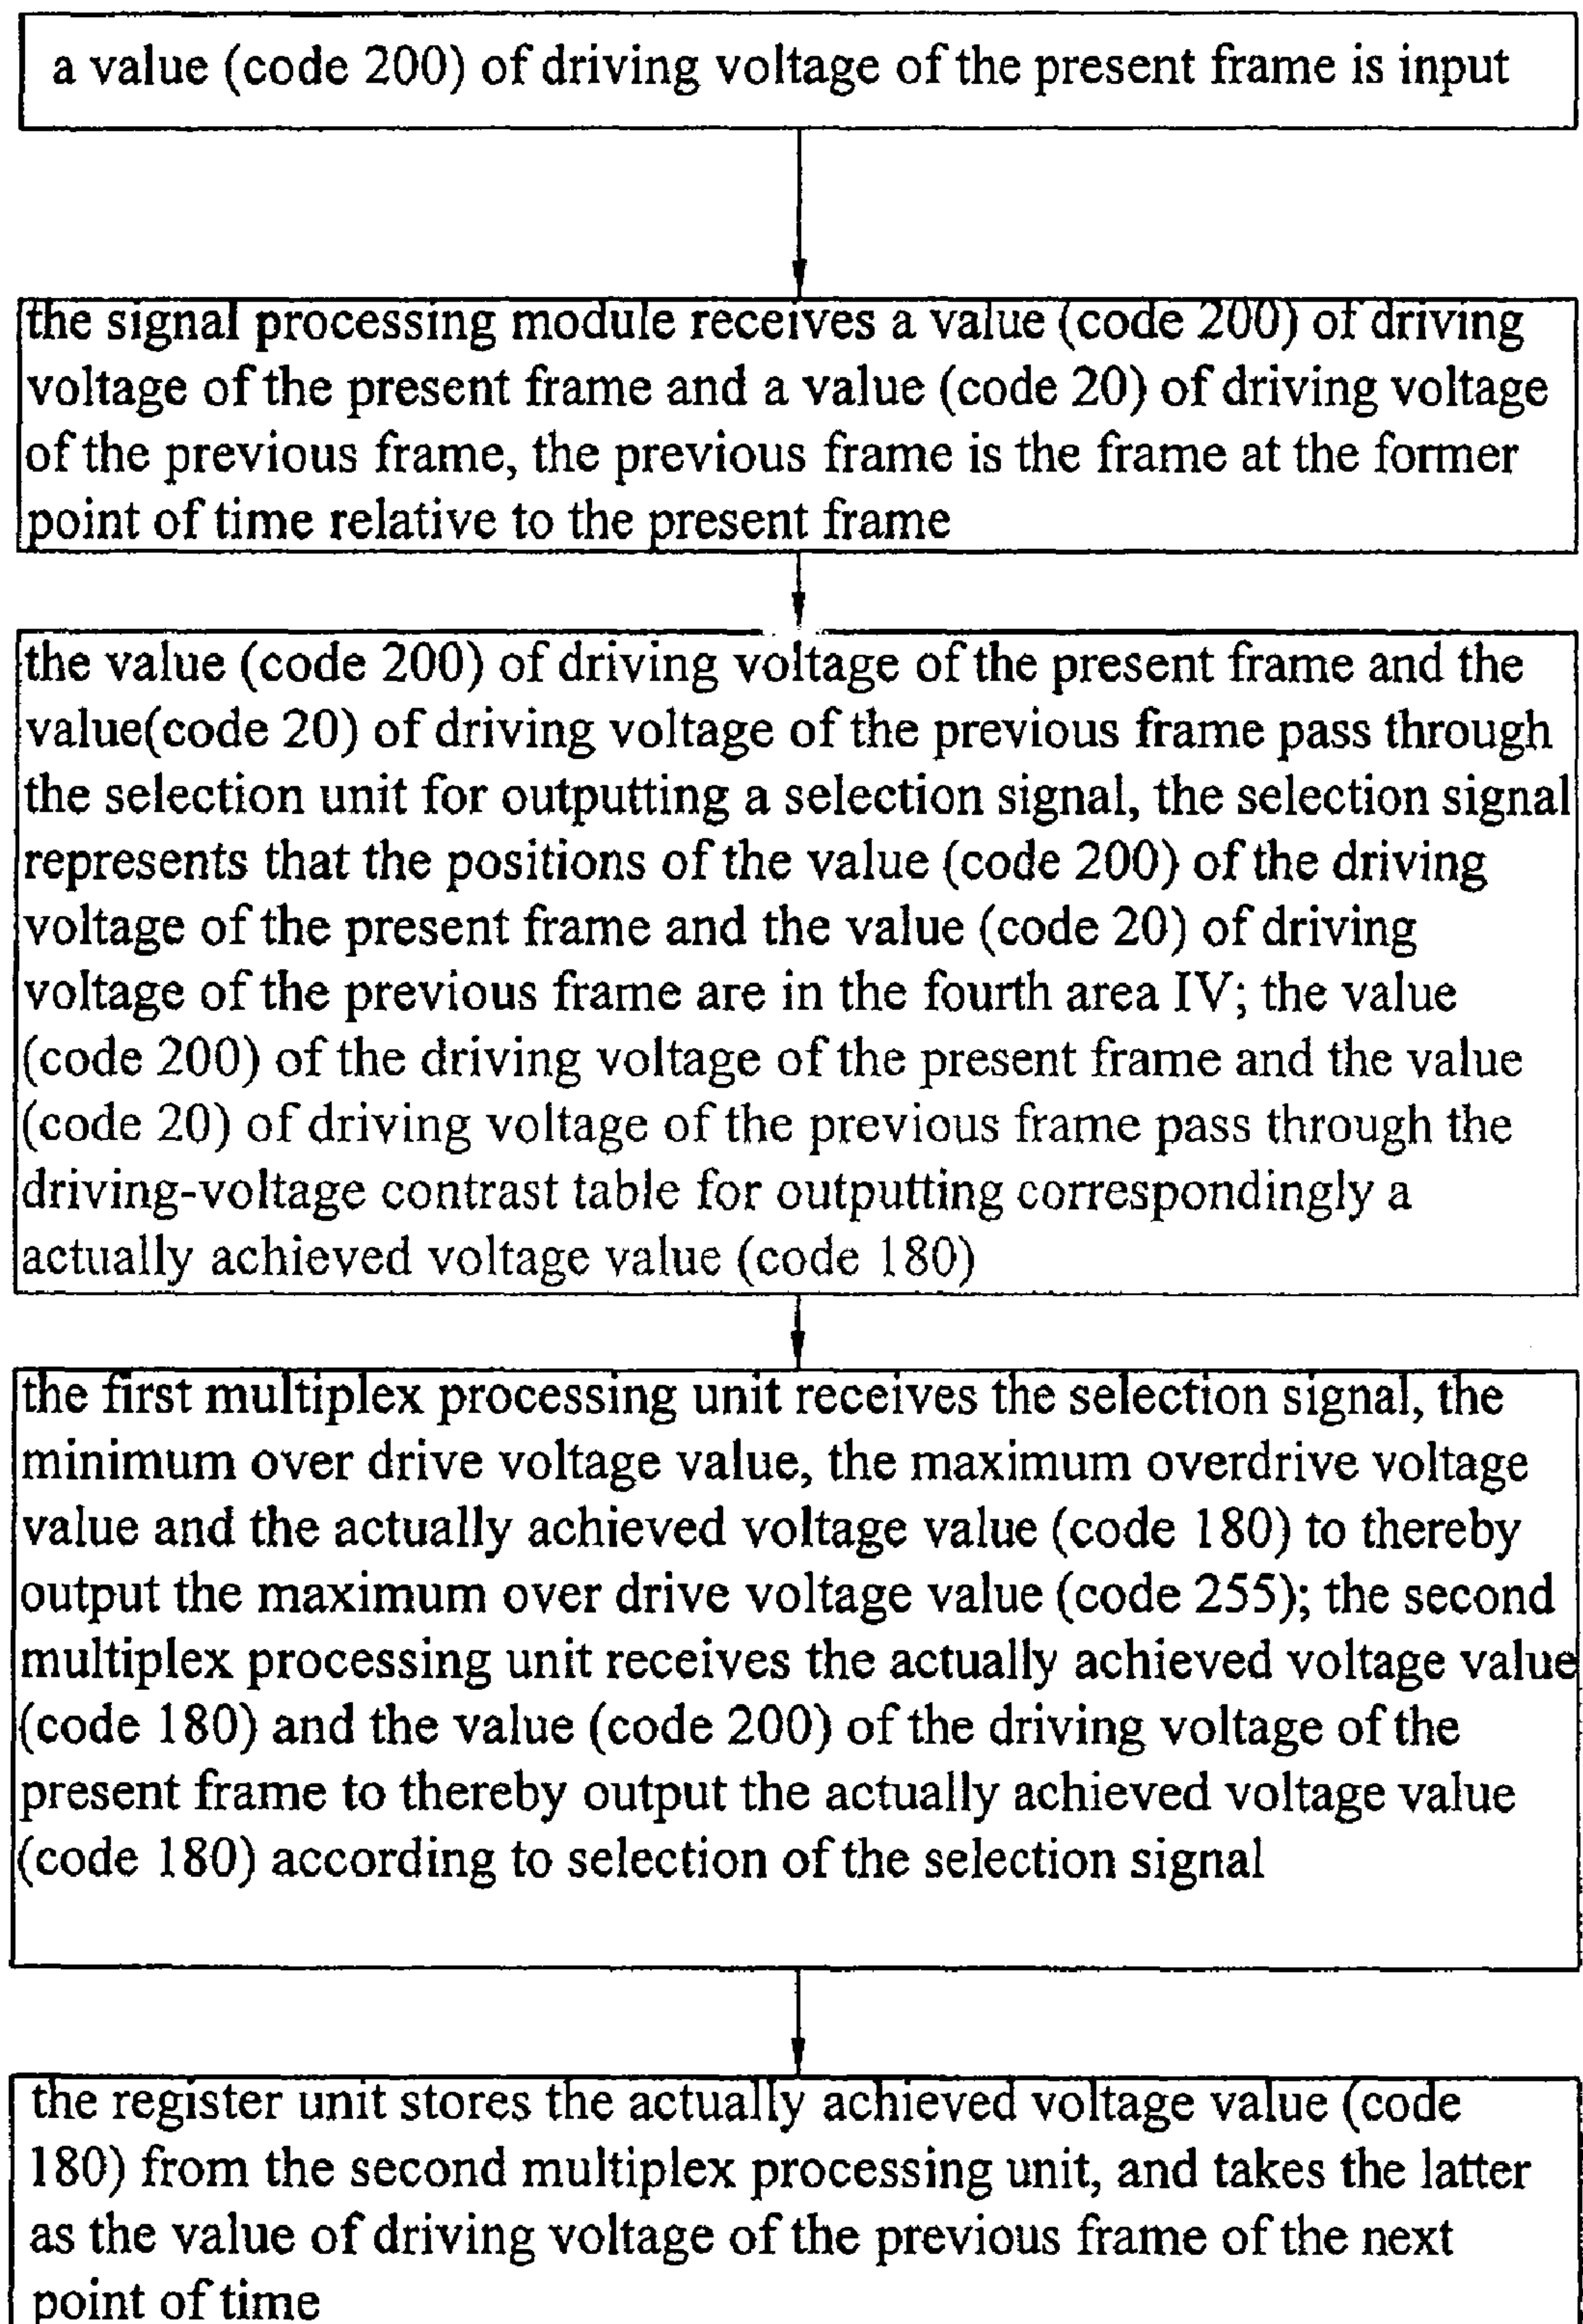 a value (code 200) of driving voltage of the present frame is input
the signal processing module receives a value (code 200) of driving
voltage of the present frame and a value (code 20) of driving voltage
of the previous frame, the previous frame is the frame at the former
point of time relative to the present frame
the value (code 200) of driving voltage of the present frame and the
value(code 20) of driving voltage of the previous frame pass through
the selection unit for outputting a selection signal, the selection signal
represents that the positions of the value (code 200) of the driving
voltage of the present frame and the value (code 20) of driving
voltage of the previous frame are in the fourth area IV; the value
(code 200) of the driving voltage of the present frame and the value
(code 20) of driving voltage of the previous frame pass through the
driving-voltage contrast table for outputting correspondingly a
actually achieved voltage value (code 180)
the first multiplex processing unit receives the selection signal, the
minimum over drive voltage value, the maximum overdrive voltage
value and the actually achieved voltage value (code 180) to thereby
output the maximum over drive voltage value (code 255); the second
multiplex processing unit receives the actually achieved voltage value
(code 180) and the value (code 200) of the driving voltage of the
present frame to thereby output the actually achieved voltage value
(code 180) according to selection of the selection signal
the register unit stores the actually achieved voltage value (code
180) from the second multiplex processing unit, and takes the latter
as the value of driving voltage of the previous frame of the next
point of time